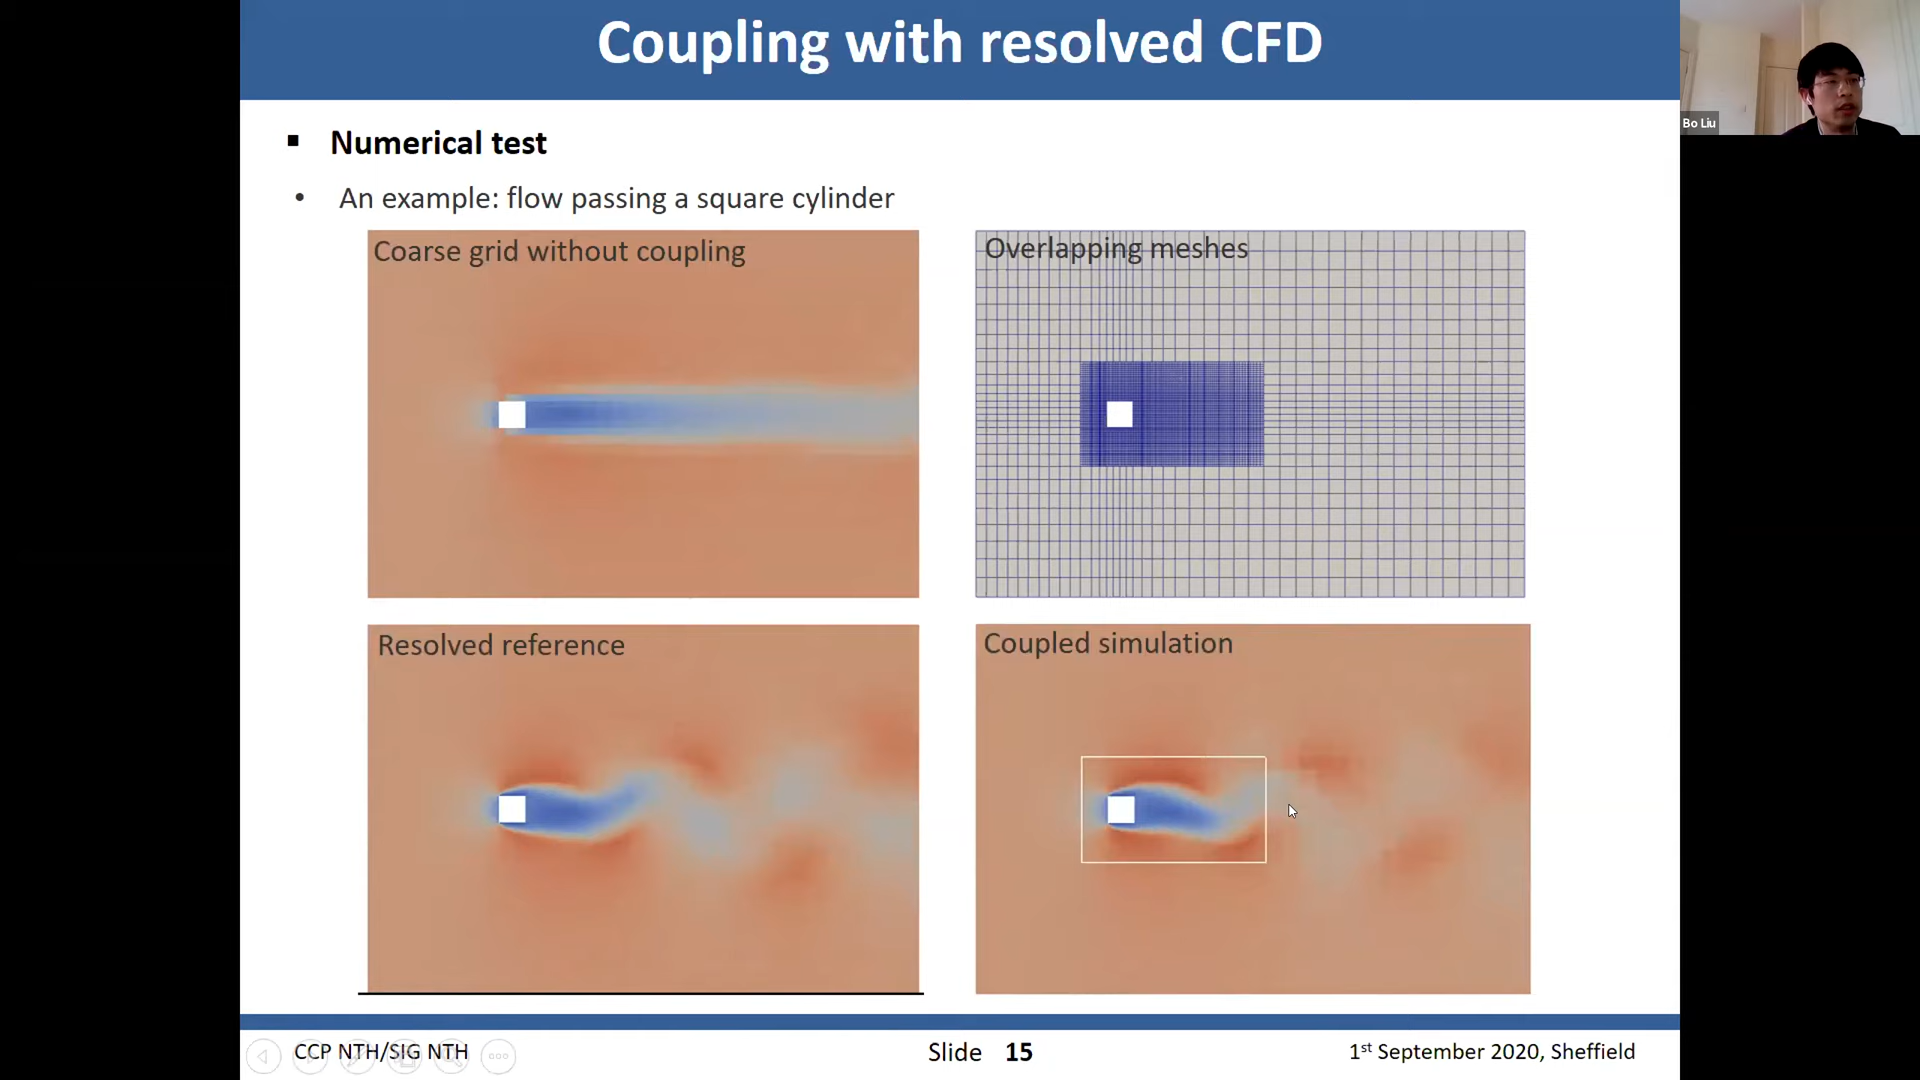 Coupling with resolved CFD
Bo Liu
Numerical test
An example: flow passing a square cylinder
Coarse grid without coupling
Overlapping meshes
Resolved reference
Coupled simulation
CCP NTH/SIG NTH
Slide 15
1st September 2020, Sheffield